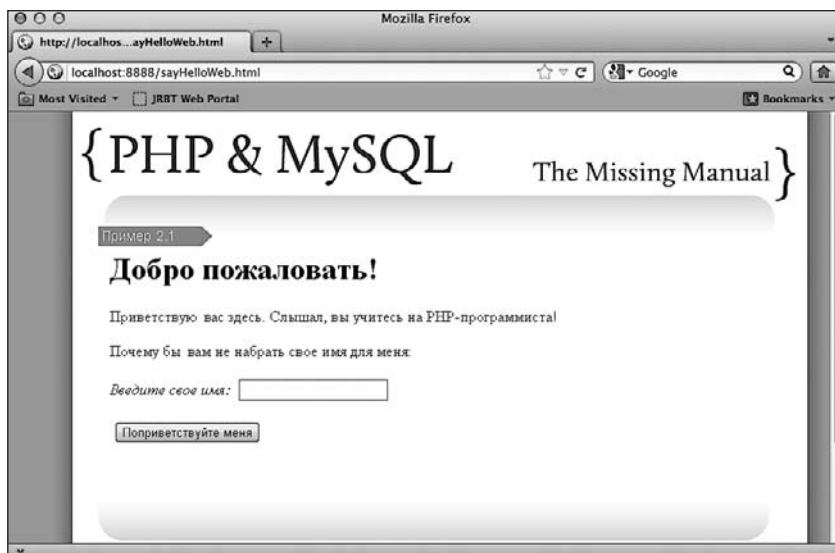 Mozilla Firefox
http://localhos...ayHelloWeb.html
localhost:8888/sayHelloWeb.html
Google
Most Visited
JRBT Web Portal
Bookmarks
{PHP & MySQL
The Missing Manual}
Пример 2.1
Добро пожаловать!
Приветствую вас здесь. Слышал, вы учитесь на PHP-программиста!
Почему бы вам не набрать свое имя для меня:
Введите свое имя:
Поприветствуйте меня